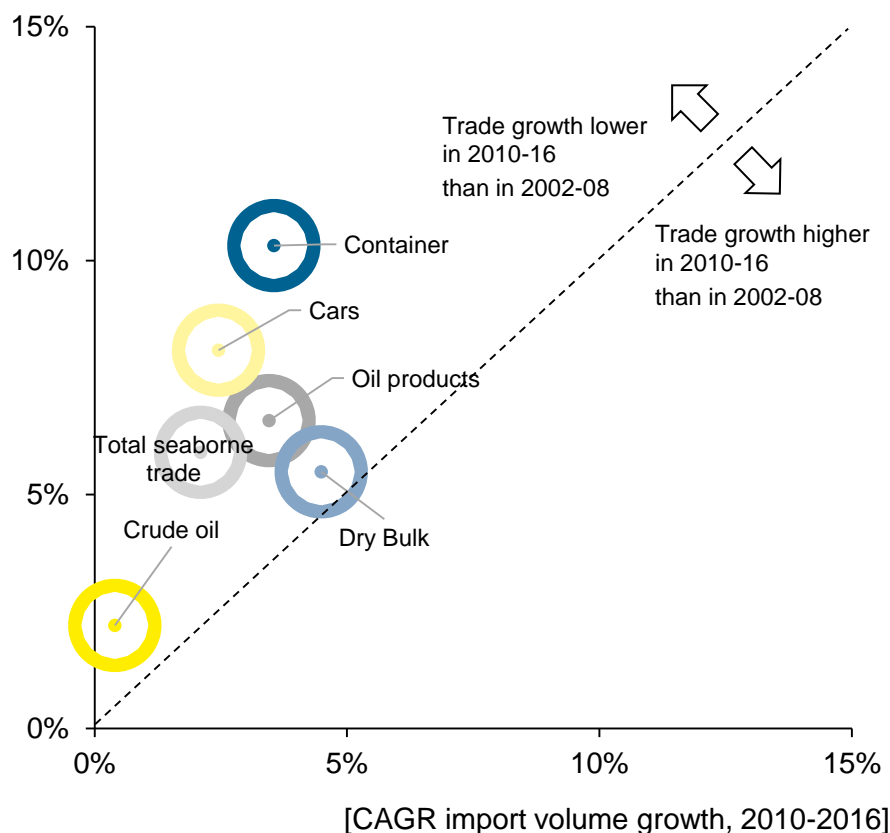 15%
Trade growth lower
in 2010-16
than in 2002-08
Trade growth higher
in 2010-16
than in 2002-08
Container
10%
Cars
Oil products
Total seaborne
trade
5%
Crude oil
Dry Bulk
0%
0%
5%
10%
15%
[CAGR import volume growth, 2010-2016]